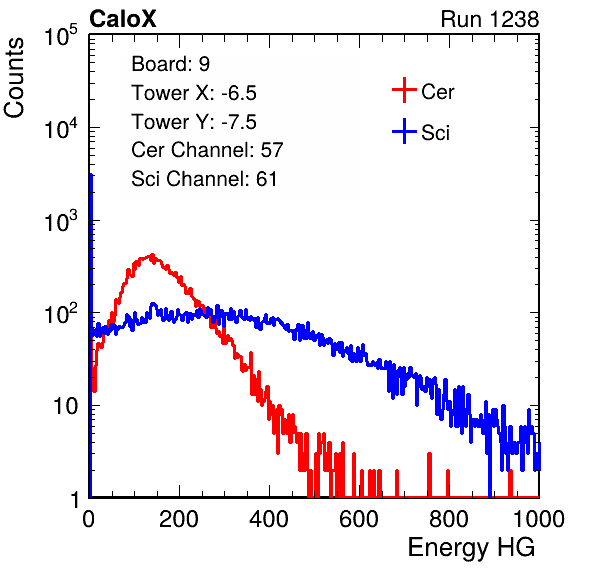 CaloX Run 1238
Counts
Board: 9
Tower X: -6.5
Tower Y: -7.5
Cer Channel: 57
Sci Channel: 61
Cer
Sci
10^5
10^4
10^3
10^2
10
1
0 200 400 600 800 1000
Energy HG